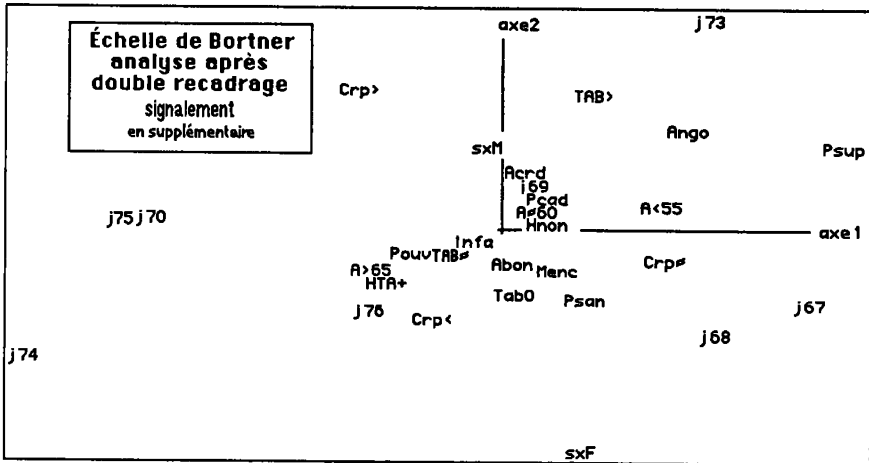 axe2
j73
Échelle de Bortner
analyse après
double recadrage
signalement
en supplémentaire
Crp>
TAB>
Ango
sxM
Psup
Acrd
j69
Pcad
A≠60
A<55
j75 j70
Hnon
axe1
Infa
PouvTAB≠
Abon
Menc
Crp≠
A>65
HTA+
Tab0
Psan
j76
Crp<
j67
j68
j74
sxF